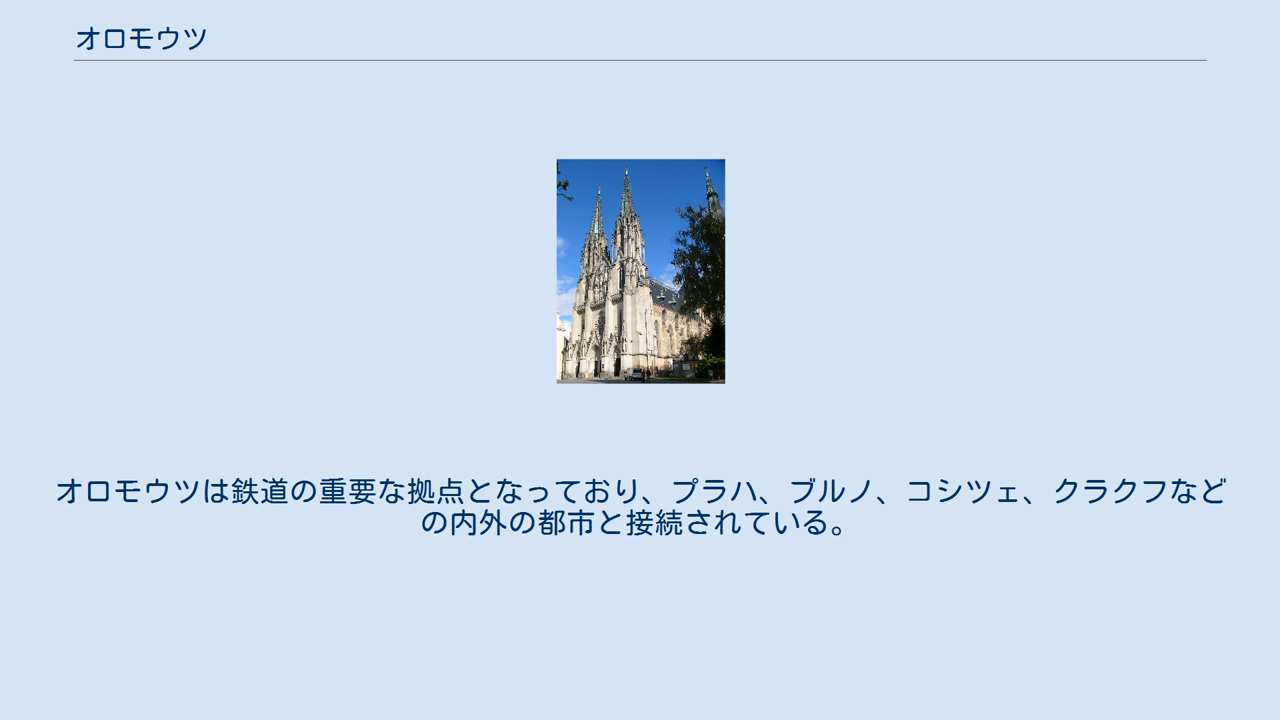 オロモウツ
オロモウツは鉄道の重要な拠点となっており、プラハ、ブルノ、コシツェ、クラクフなど
の内外の都市と接続されている。